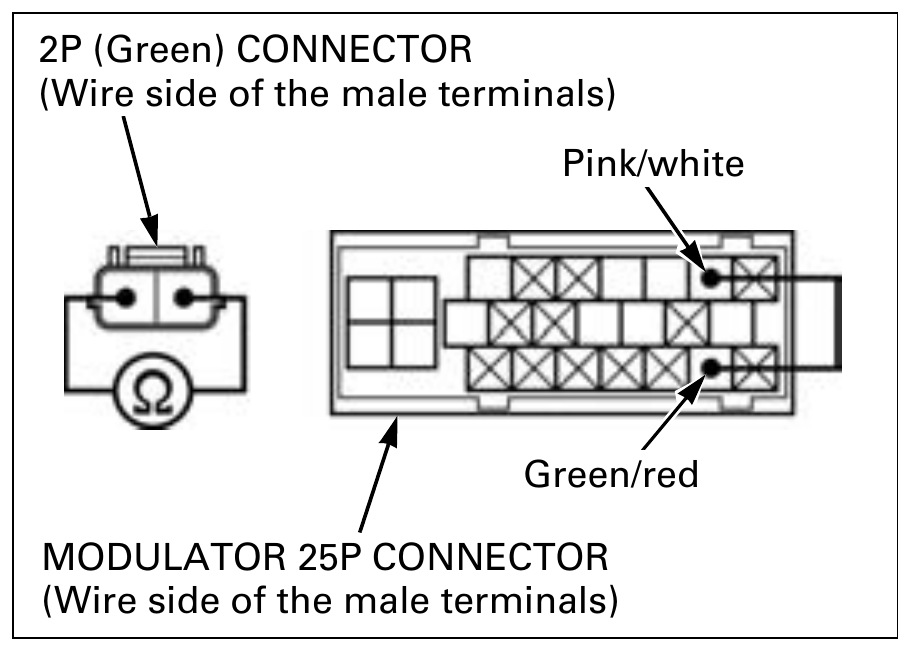 2P (Green) CONNECTOR
(Wire side of the male terminals)
Pink/white
Ω
Green/red
MODULATOR 25P CONNECTOR
(Wire side of the male terminals)